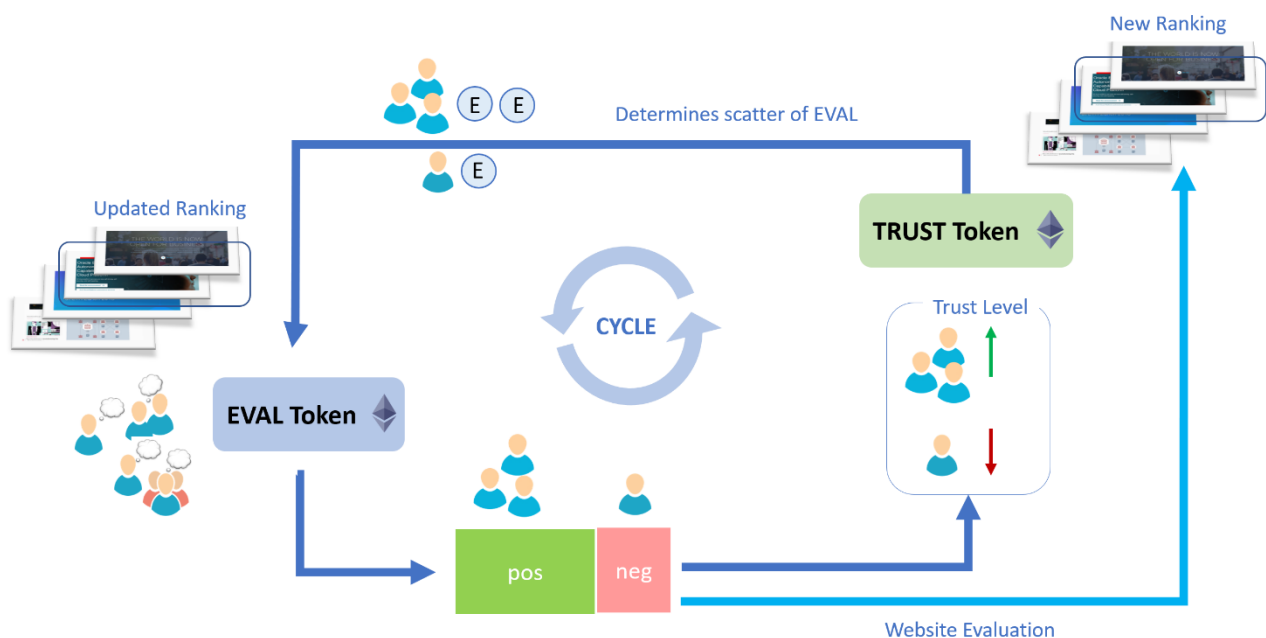 New Ranking
E
E
Determines scatter of EVAL
E
Updated Ranking
TRUST Token
Trust Level
CYCLE
EVAL Token
pos
neg
Website Evaluation